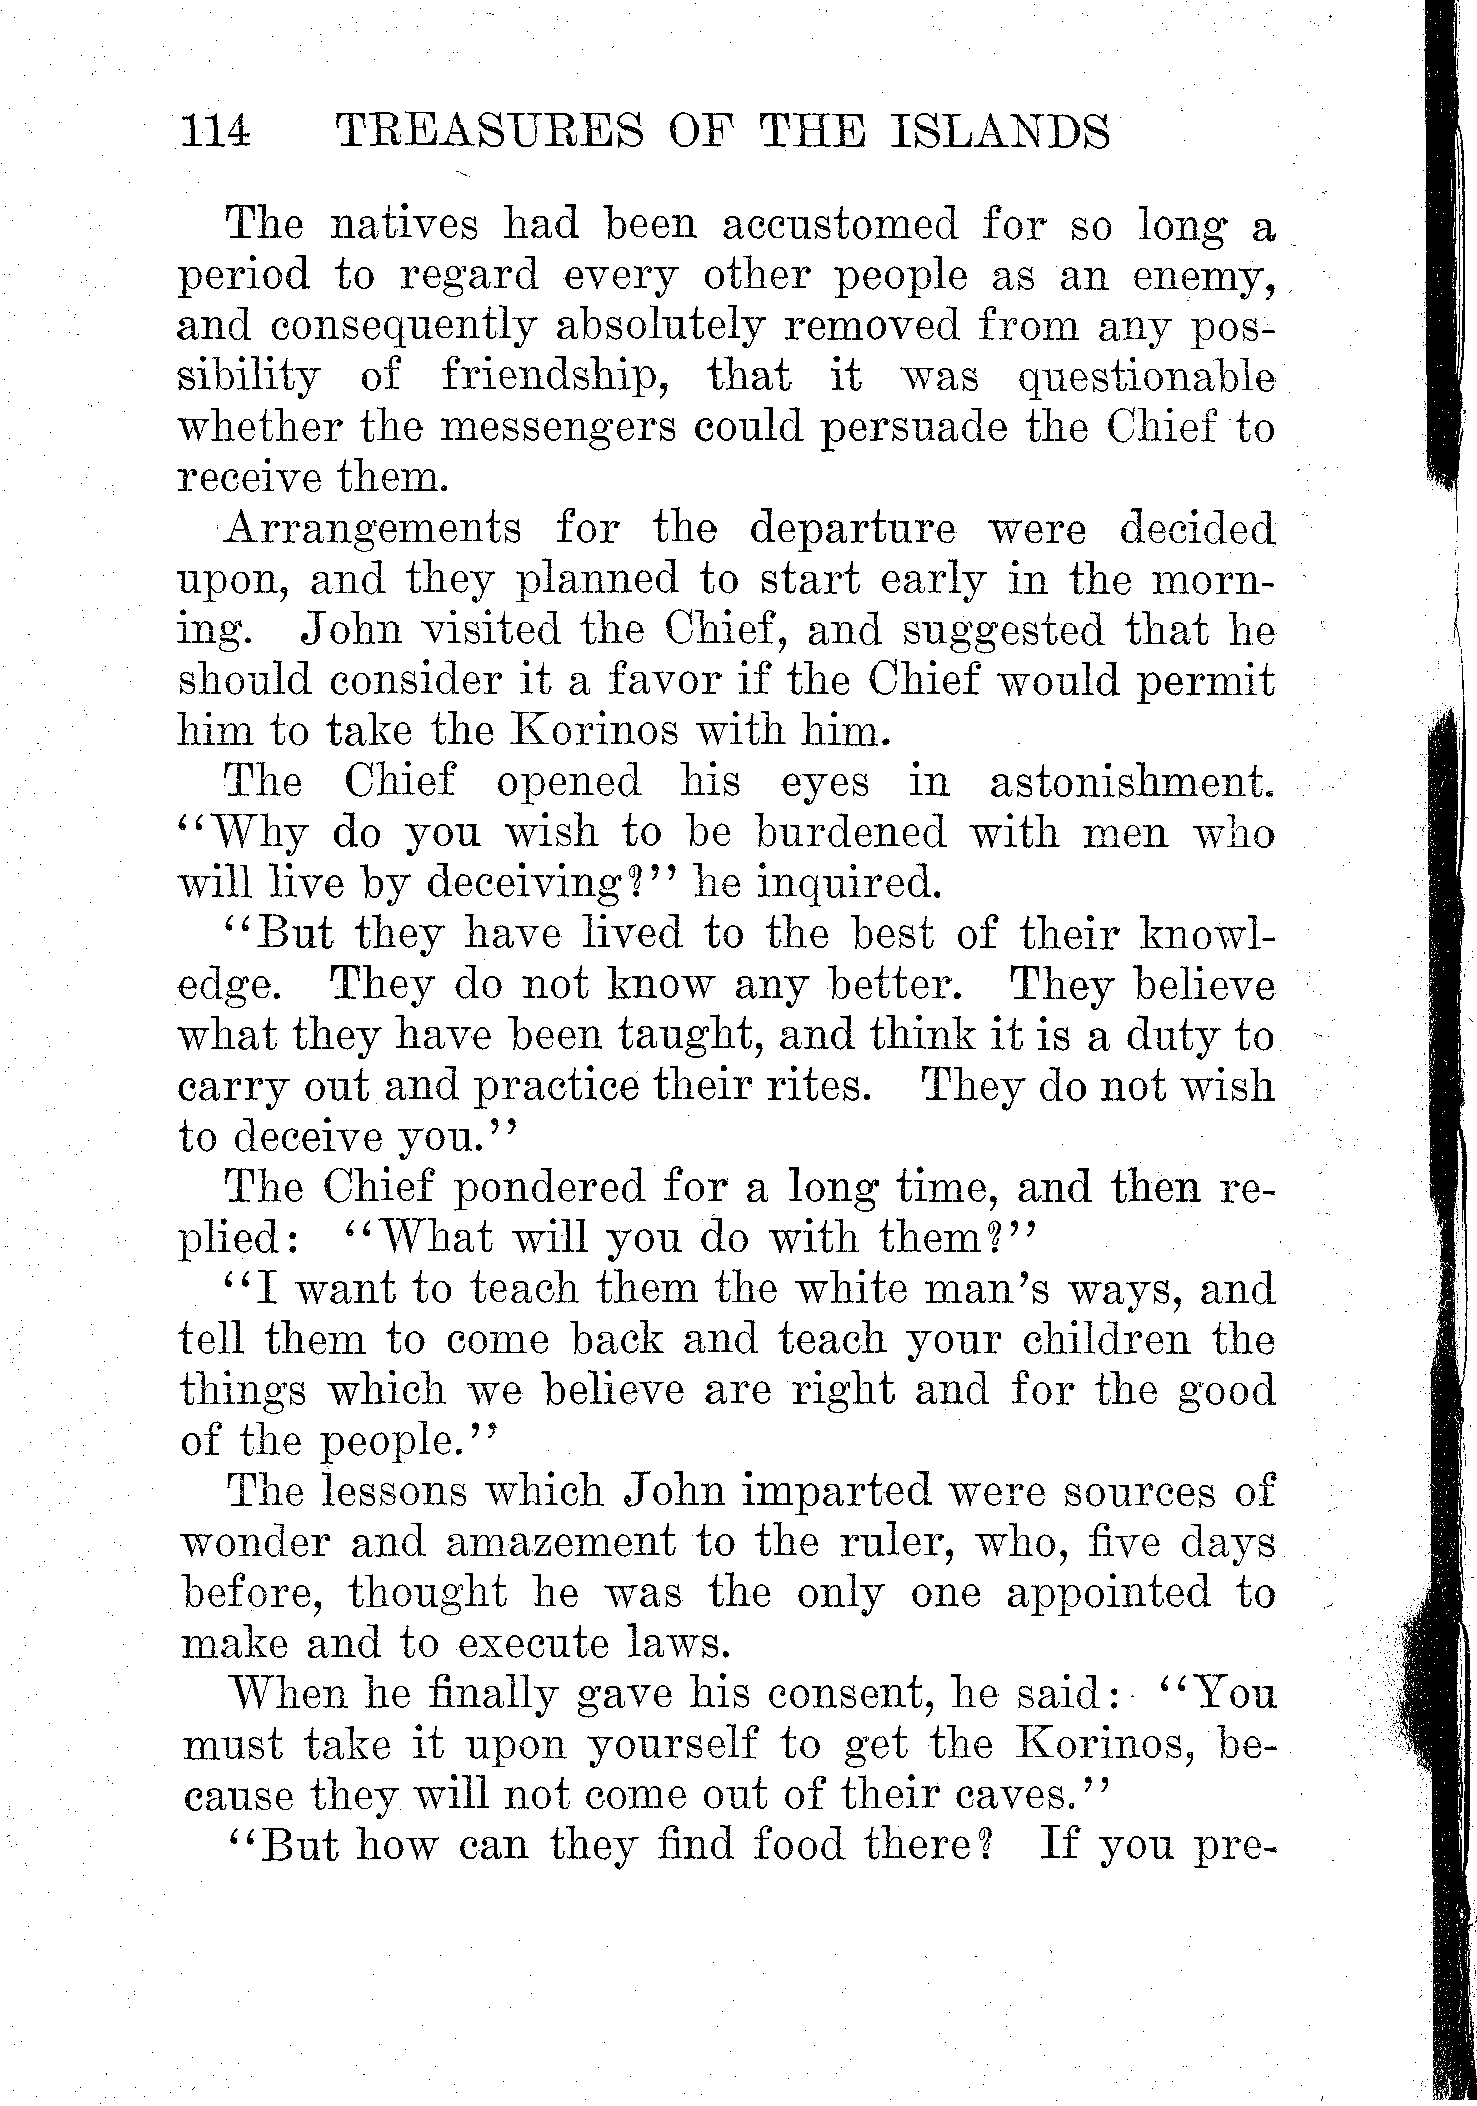 114 TREASURES OF THE ISLANDS
The natives had been accustomed for so long a
period to regard every other people as an enemy,
and consequently absolutely removed from any pos-
sibility of friendship, that it was questionable
whether the messengers could persuade the Chief to
receive them.
Arrangements for the departure were decided
upon, and they planned to start early in the morn-
ing. John visited the Chief, and suggested that he
should consider it a favor if the Chief would permit
him to take the Korinos with him.
The Chief opened his eyes in astonishment.
"Why do you wish to be burdened with men who
will live by deceiving?" he inquired.
"But they have lived to the best of their knowl-
edge. They do not know any better. They believe
what they have been taught, and think it is a duty to
carry out and practice their rites. They do not wish
to deceive you."
The Chief pondered for a long time, and then re-
plied: "What will you do with them?"
"I want to teach them the white man's ways, and
tell them to come back and teach your children the
things which we believe are right and for the good
of the people."
The lessons which John imparted were sources of
wonder and amazement to the ruler, who, five days
before, thought he was the only one appointed to
make and to execute laws.
When he finally gave his consent, he said: "You
must take it upon yourself to get the Korinos, be-
cause they will not come out of their caves."
"But how can they find food there? If you pre-